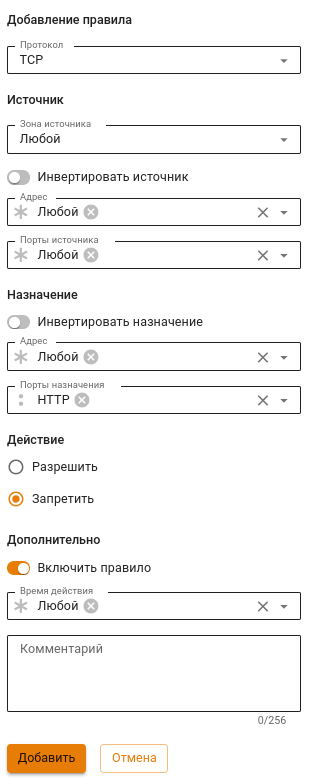 Добавление правила
Протокол
TCP
Источник
Зона источника
Любой
Инвертировать источник
Адрес
Любой
Порты источника
Любой
Назначение
Инвертировать назначение
Адрес
Любой
Порты назначения
HTTP
Действие
Разрешить
Запретить
Дополнительно
Включить правило
Время действия
Любой
Комментарий
0/256
Добавить
Отмена